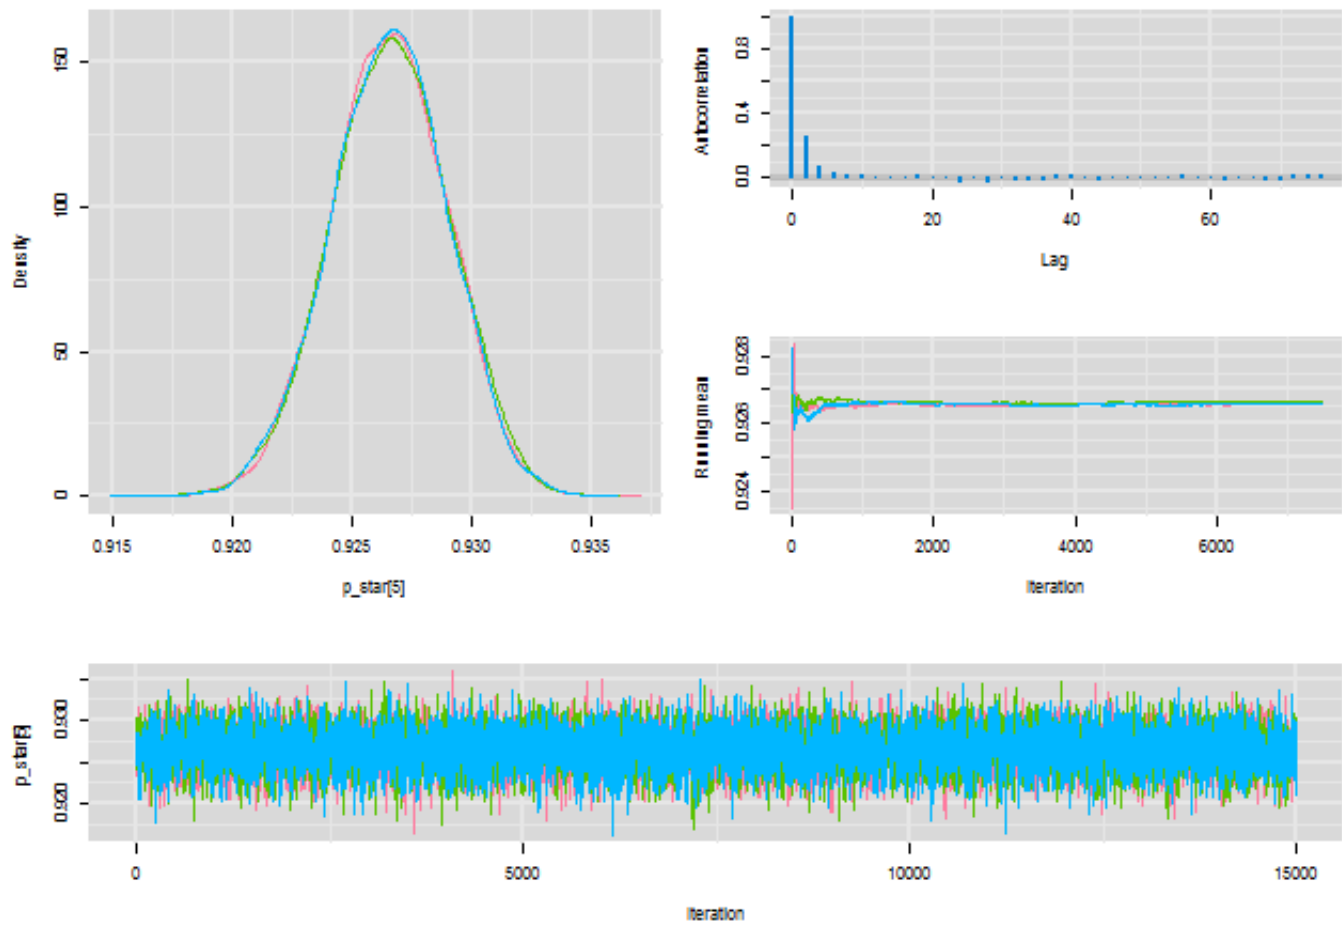 Density
0 50 100 150
0.915 0.920 0.925 0.930 0.935
p_star[5]
Autocorrelation
0.0 0.4 0.8
0 20 40 60
Lag
Running mean
0.924 0.926 0.928
0 2000 4000 6000
Iteration
p_star[5]
0.920 0.930
0 5000 10000 15000
Iteration